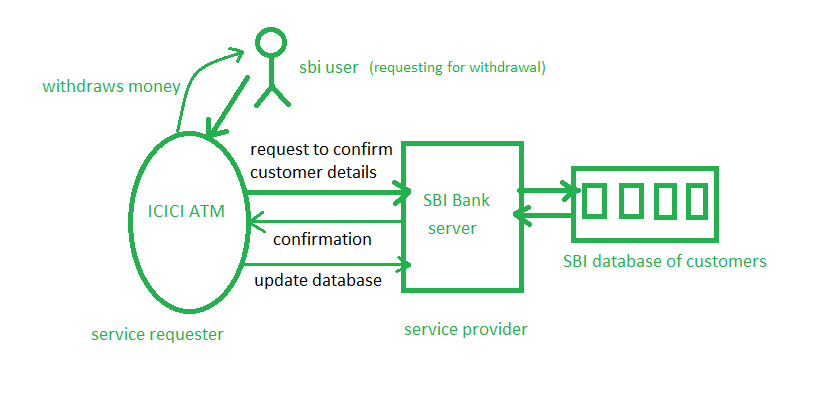 sbi user (requesting for withdrawal)
withdraws money
request to confirm
customer details
ICICI ATM
SBI Bank
server
confirmation
update database
SBI database of customers
service requester
service provider